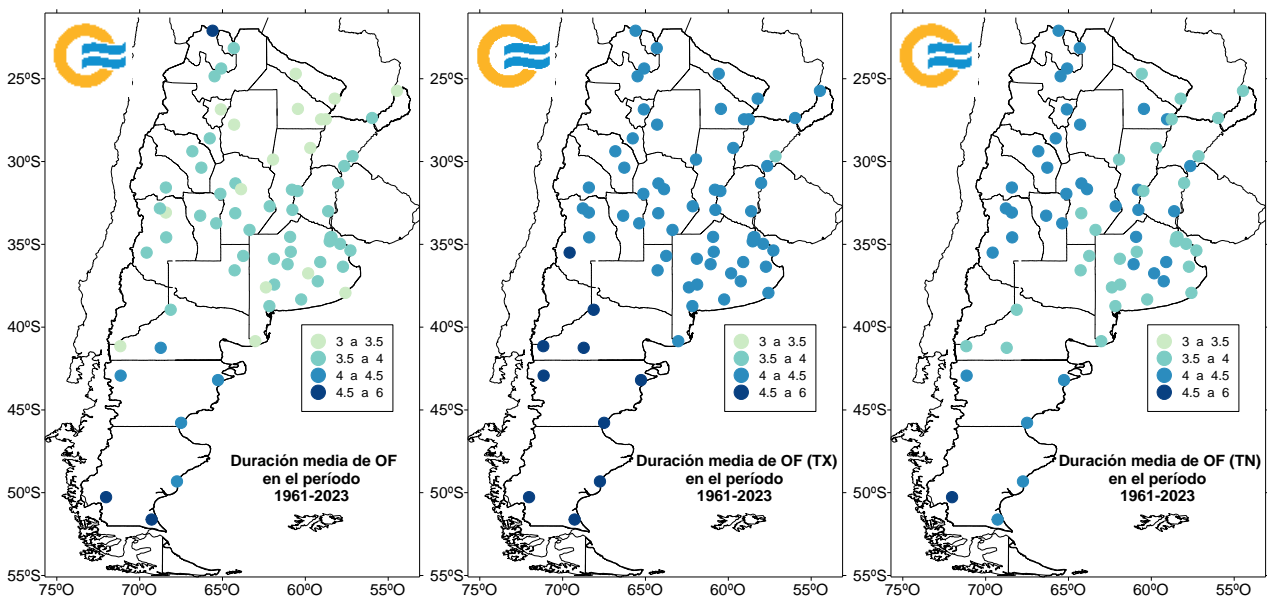 25ºS
30ºS
35ºS
40ºS
45ºS
50ºS
55ºS
3 a 3.5
3.5 a 4
4 a 4.5
4.5 a 6
Duración media de OF
en el período
1961-2023
75ºO 70ºO 65ºO 60ºO 55ºO
25ºS
30ºS
35ºS
40ºS
45ºS
50ºS
55ºS
3 a 3.5
3.5 a 4
4 a 4.5
4.5 a 6
Duración media de OF (TX)
en el período
1961-2023
75ºO 70ºO 65ºO 60ºO 55ºO
25ºS
30ºS
35ºS
40ºS
45ºS
50ºS
55ºS
3 a 3.5
3.5 a 4
4 a 4.5
4.5 a 6
Duración media de OF (TN)
en el período
1961-2023
75ºO 70ºO 65ºO 60ºO 55ºO